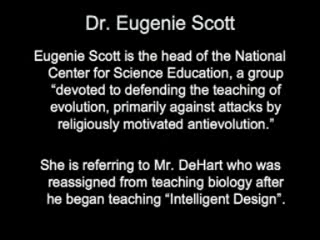 Dr. Eugenie Scott
Eugenie Scott is the head of the National
Center for Science Education, a group
“devoted to defending the teaching of
evolution, primarily against attacks by
religiously motivated antievolution.”
She is referring to Mr. DeHart who was
reassigned from teaching biology after
he began teaching “Intelligent Design”.